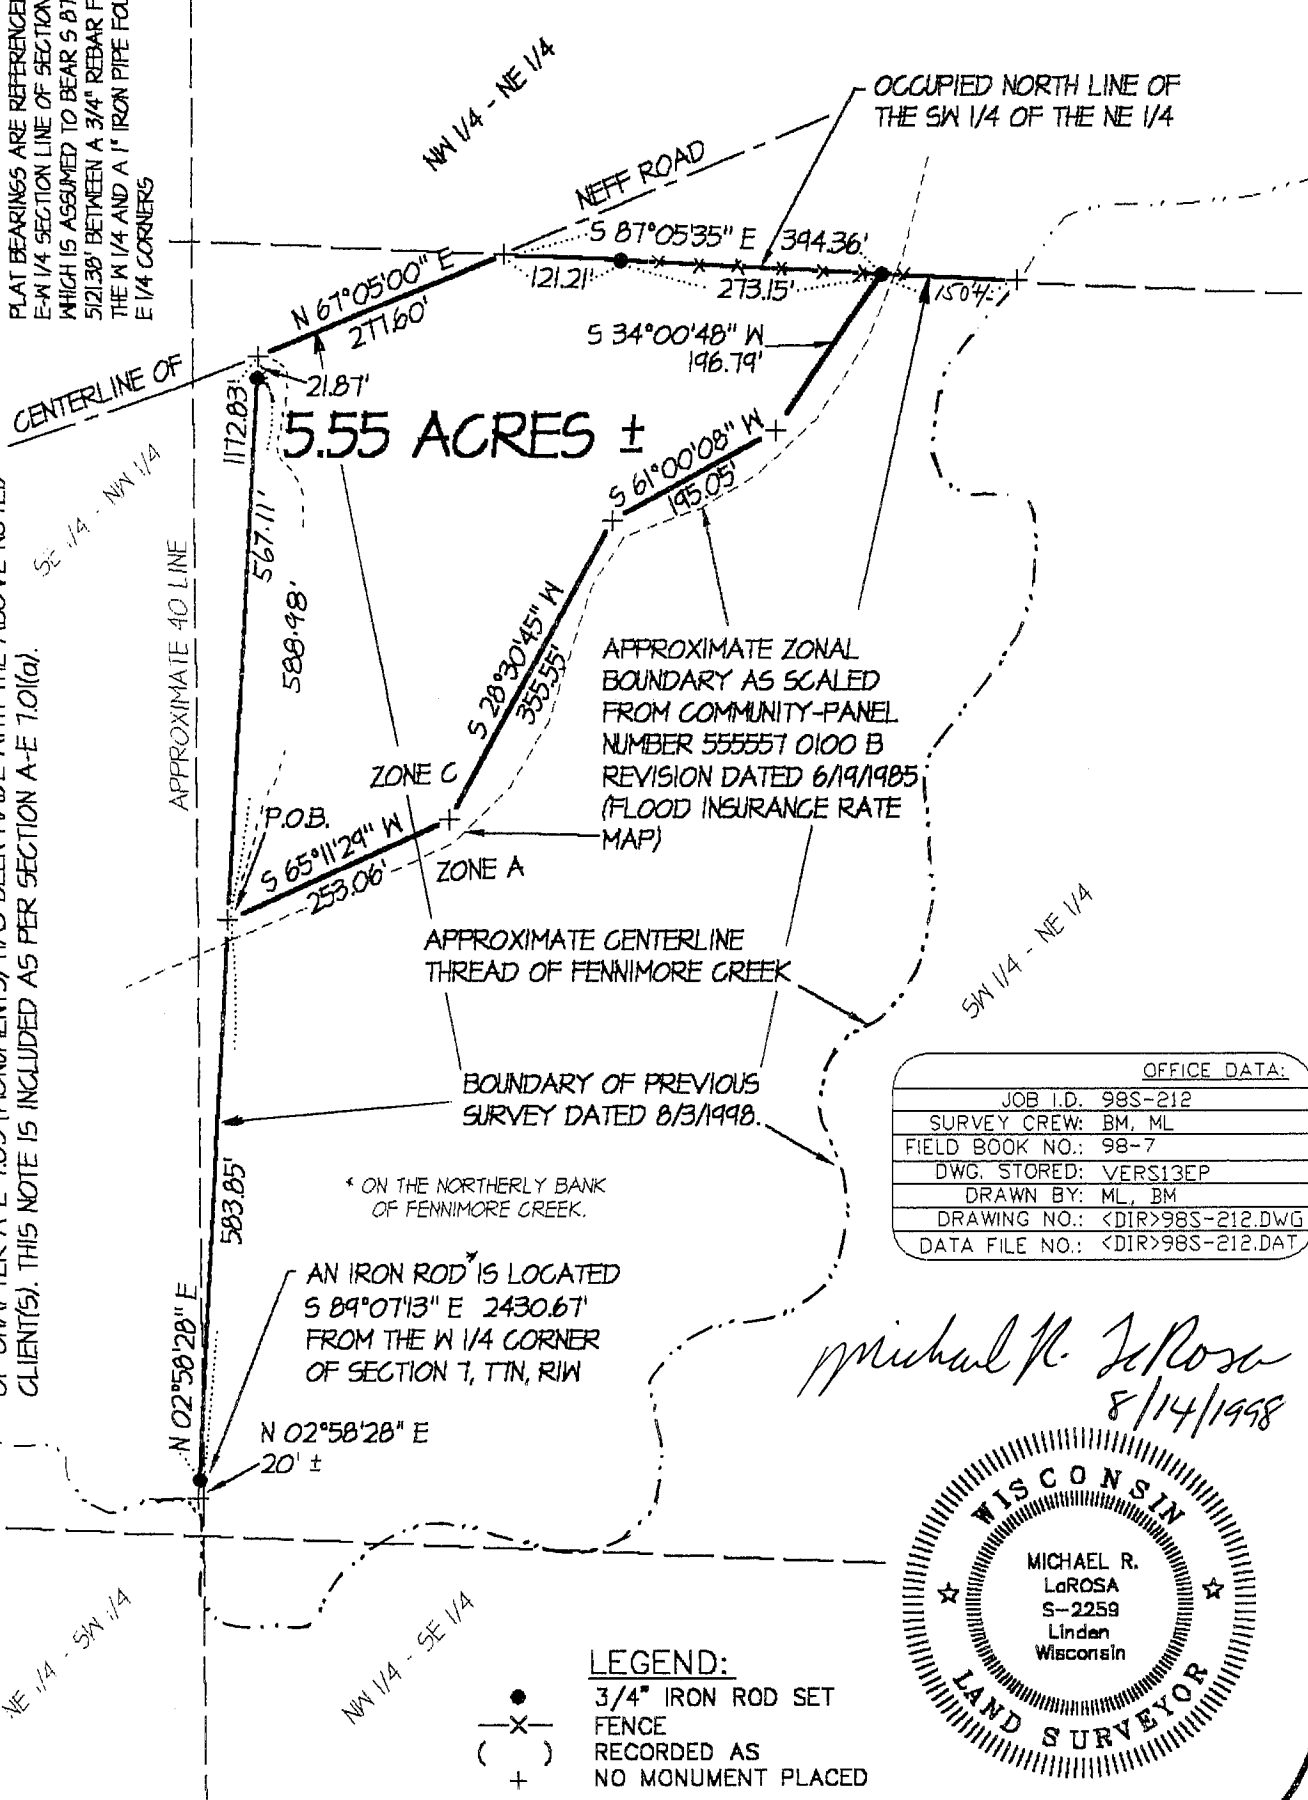 PLAT BEARINGS ARE REFERENCED
E-W 1/4 SECTION LINE OF SECTION
WHICH IS ASSUMED TO BEAR S 87
5121.38' BETWEEN A 3/4" REBAR F
THE W 1/4 AND A 1" IRON PIPE FOU
E 1/4 CORNERS
NW 1/4 - NE 1/4
OCCUPIED NORTH LINE OF
THE SW 1/4 OF THE NE 1/4
NEFF ROAD
S 87°05'35" E 394.36'
121.21'
273.15'
150'+/-
N 67°05'00" E
277.60'
S 34°00'48" W
196.79'
CENTERLINE OF
21.87'
1172.83'
5.55 ACRES ±
S 61°00'08" W
195.05'
SE 1/4 - NW 1/4
567.11'
588.98'
APPROXIMATE 40 LINE
S 28°30'45" W
355.55'
APPROXIMATE ZONAL
BOUNDARY AS SCALED
FROM COMMUNITY-PANEL
NUMBER 555557 0100 B
REVISION DATED 6/19/1985
(FLOOD INSURANCE RATE
MAP)
ZONE C
P.O.B.
S 65°11'29" W
253.06'
ZONE A
CLIENT(S). THIS NOTE IS INCLUDED AS PER SECTION A-E 7.01(a).
APPROXIMATE CENTERLINE
THREAD OF FENNIMORE CREEK
SW 1/4 - NE 1/4
BOUNDARY OF PREVIOUS
SURVEY DATED 8/3/1998.
OFFICE DATA:
JOB I.D. 98S-212
SURVEY CREW: BM, ML
FIELD BOOK NO.: 98-7
DWG. STORED: VERS13EP
DRAWN BY: ML, BM
DRAWING NO.: <DIR>98S-212.DWG
DATA FILE NO.: <DIR>98S-212.DAT
583.85'
* ON THE NORTHERLY BANK
OF FENNIMORE CREEK.
AN IRON ROD* IS LOCATED
S 89°07'13" E 2430.67'
FROM THE W 1/4 CORNER
OF SECTION 7, T7N, R1W
N 02°58'28" E
N 02°58'28" E
20' ±
Michael R. LaRosa
8/14/1998
WISCONSIN
MICHAEL R.
LaROSA
S-2259
Linden
Wisconsin
LAND SURVEYOR
NE 1/4 - SW 1/4
NW 1/4 - SE 1/4
LEGEND:
3/4" IRON ROD SET
FENCE
( ) RECORDED AS
+ NO MONUMENT PLACED